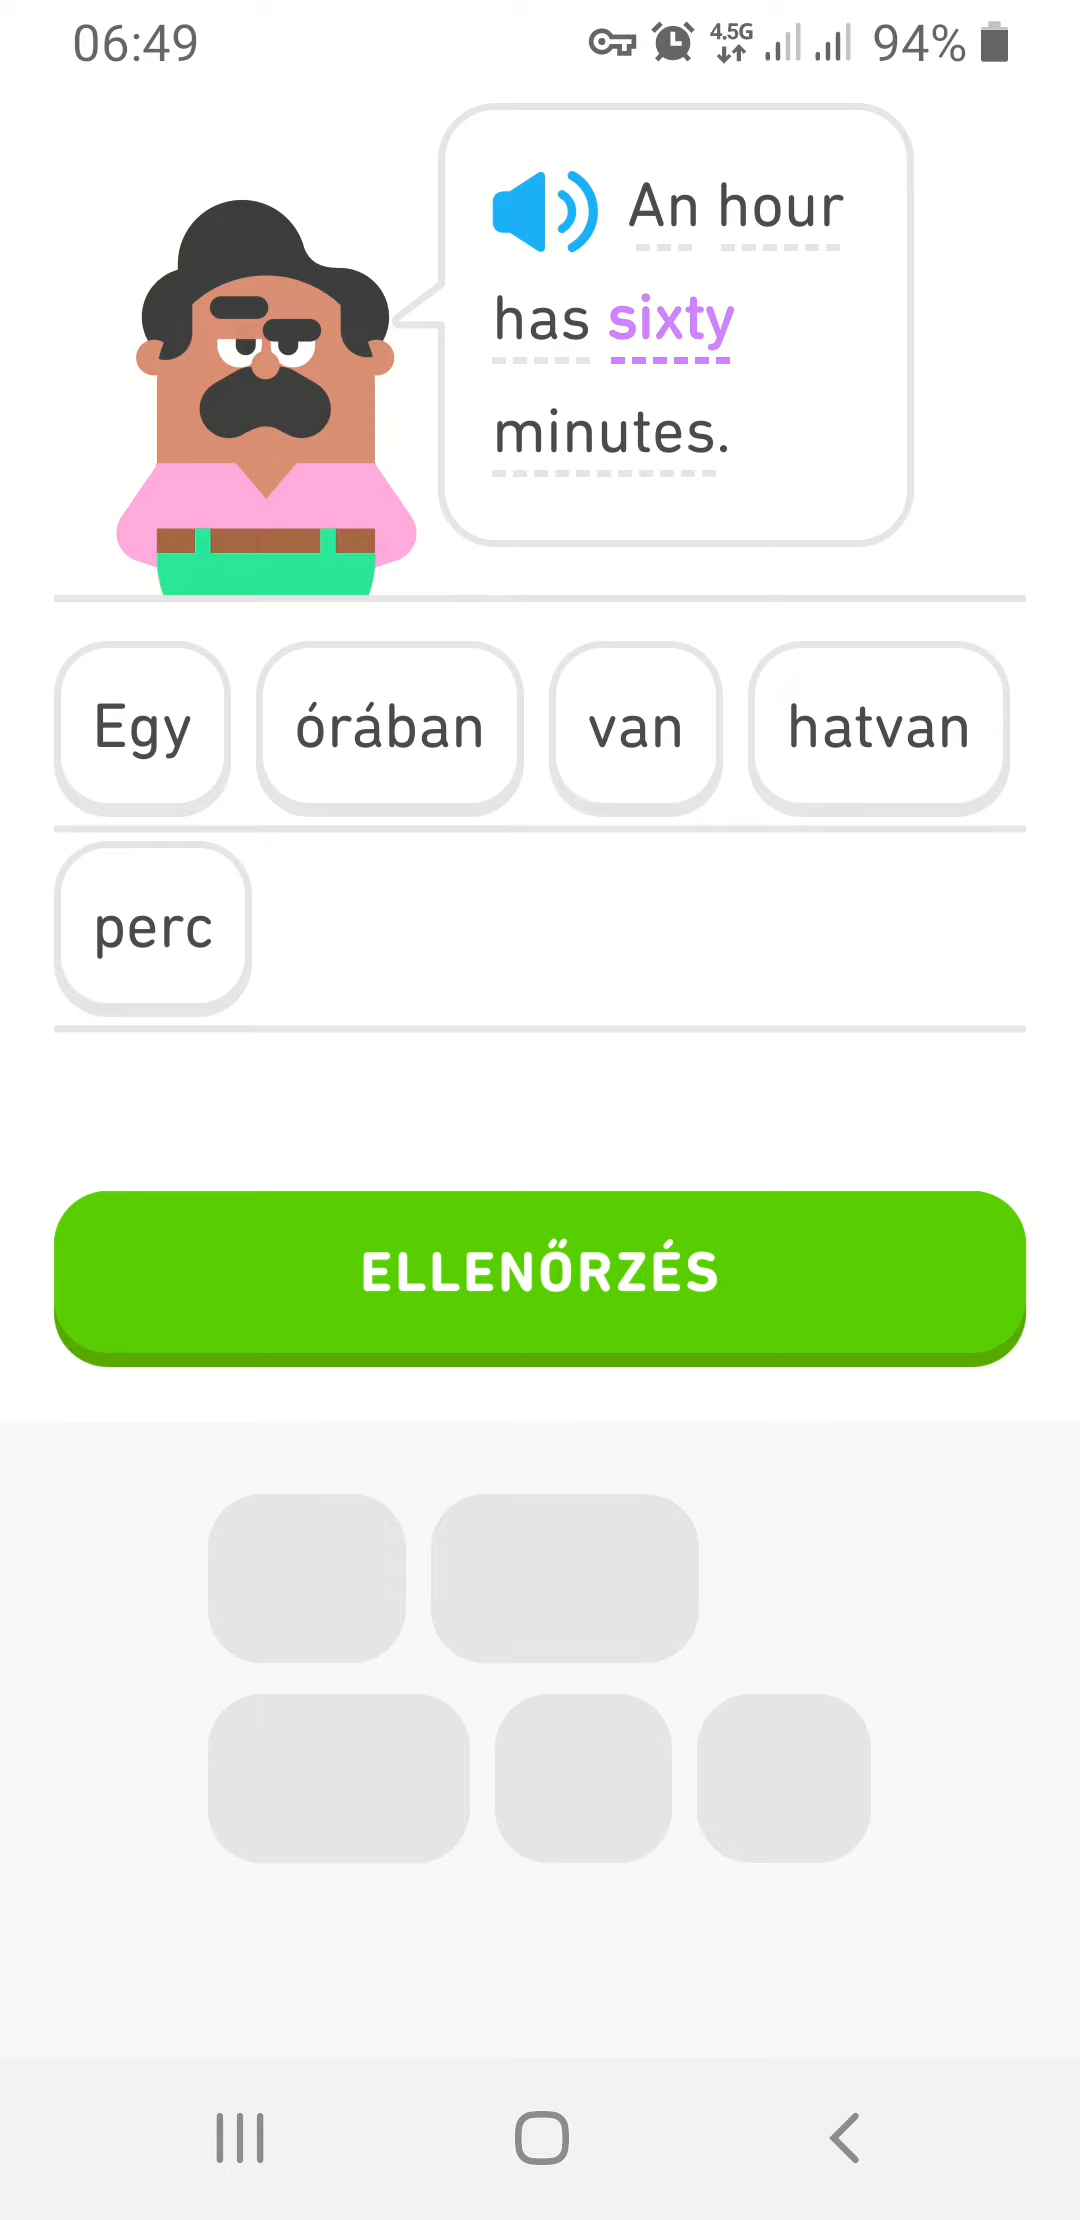 06:49 4.5G 94%
An hour
has sixty
minutes.
Egy órában van hatvan
perc
ELLENŐRZÉS